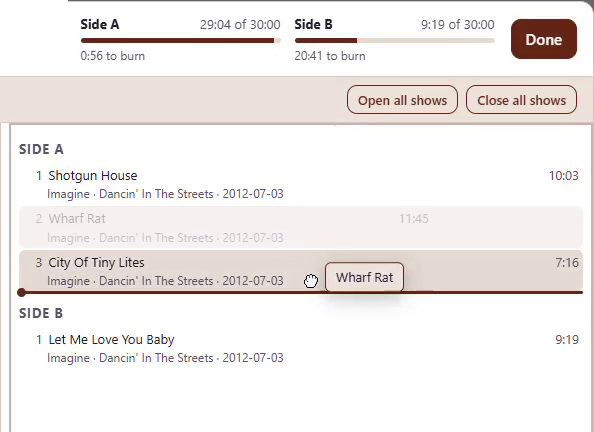 Side A 29:04 of 30:00
0:56 to burn
Side B 9:19 of 30:00
20:41 to burn
Done
Open all shows Close all shows
SIDE A
1 Shotgun House 10:03
Imagine · Dancin' In The Streets · 2012-07-03
2 Wharf Rat 11:45
Imagine · Dancin' In The Streets · 2012-07-03
3 City Of Tiny Lites 7:16
Imagine · Dancin' In The Streets · 2012-07-03
Wharf Rat
SIDE B
1 Let Me Love You Baby 9:19
Imagine · Dancin' In The Streets · 2012-07-03